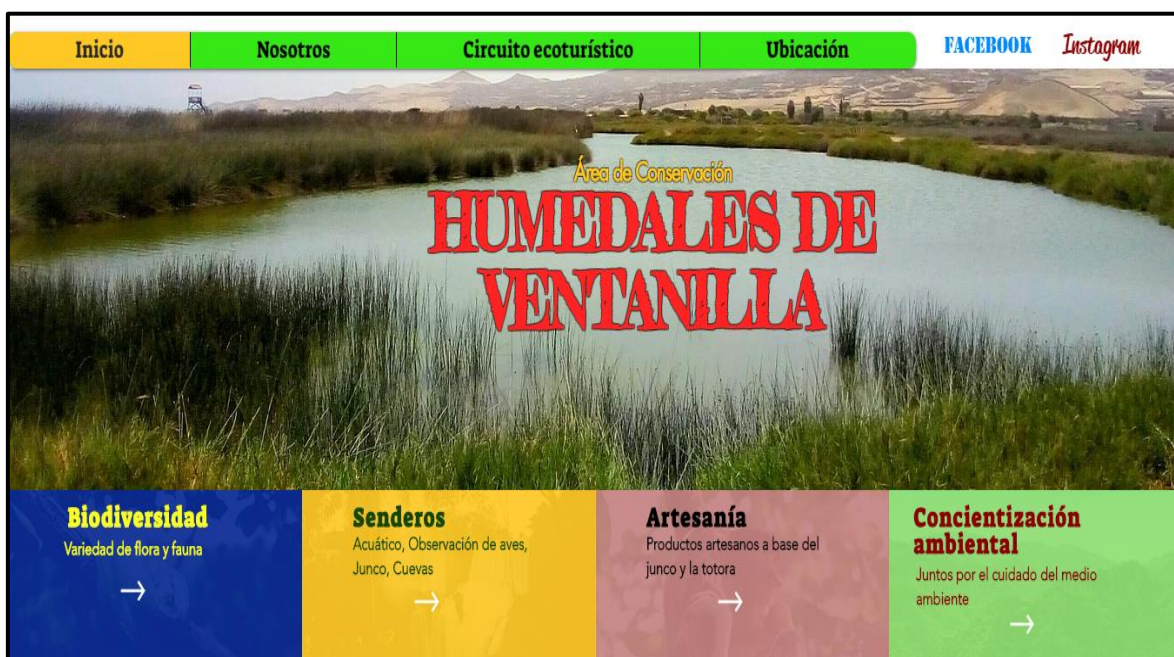 Inicio
Nosotros
Circuito ecoturístico
Ubicación
FACEBOOK
Instagram
Área de Conservación
HUMEDALES DE
VENTANILLA
Biodiversidad
Variedad de flora y fauna
Senderos
Acuático, Observación de aves,
Junco, Cuevas
Artesanía
Productos artesanos a base del
junco y la totora
Concientización
ambiental
Juntos por el cuidado del medio
ambiente